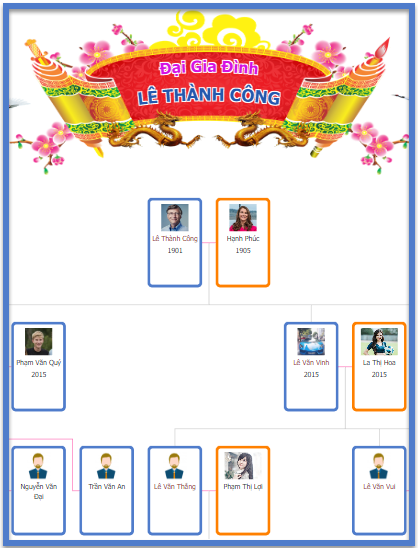 Đại Gia Đình
LÊ THÀNH CÔNG
Lê Thành Công
1901
Hạnh Phúc
1905
Phạm Văn Quý
2015
Lê Văn Vinh
2015
La Thị Hoa
2015
Nguyễn Văn
Đại
Trần Văn An
Lê Văn Thắng
Phạm Thị Lợi
Lê Văn Vui